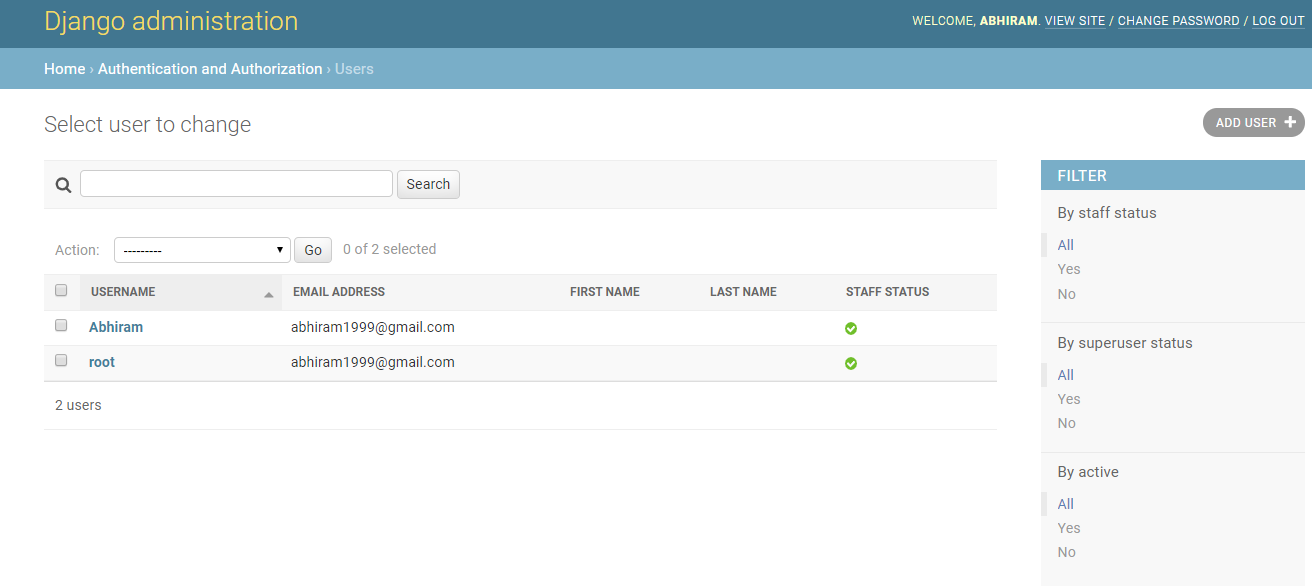 Django administration
WELCOME, ABHIRAM. VIEW SITE / CHANGE PASSWORD / LOG OUT
Home › Authentication and Authorization › Users
Select user to change
ADD USER +
Search
Action: --------- Go 0 of 2 selected
USERNAME EMAIL ADDRESS FIRST NAME LAST NAME STAFF STATUS
Abhiram abhiram1999@gmail.com
root abhiram1999@gmail.com
2 users
FILTER
By staff status
All
Yes
No
By superuser status
All
Yes
No
By active
All
Yes
No